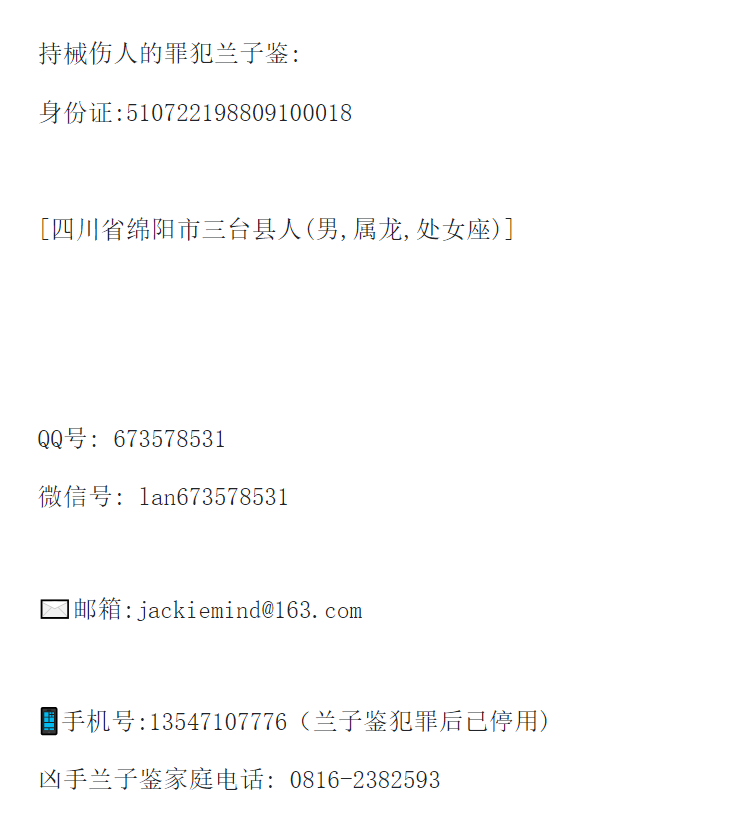 持械伤人的罪犯兰子鉴:
身份证:510722198809100018
[四川省绵阳市三台县人(男,属龙,处女座)]
QQ号: 673578531
微信号: lan673578531
邮箱:jackiemind@163.com
手机号:13547107776（兰子鉴犯罪后已停用)
凶手兰子鉴家庭电话: 0816-2382593